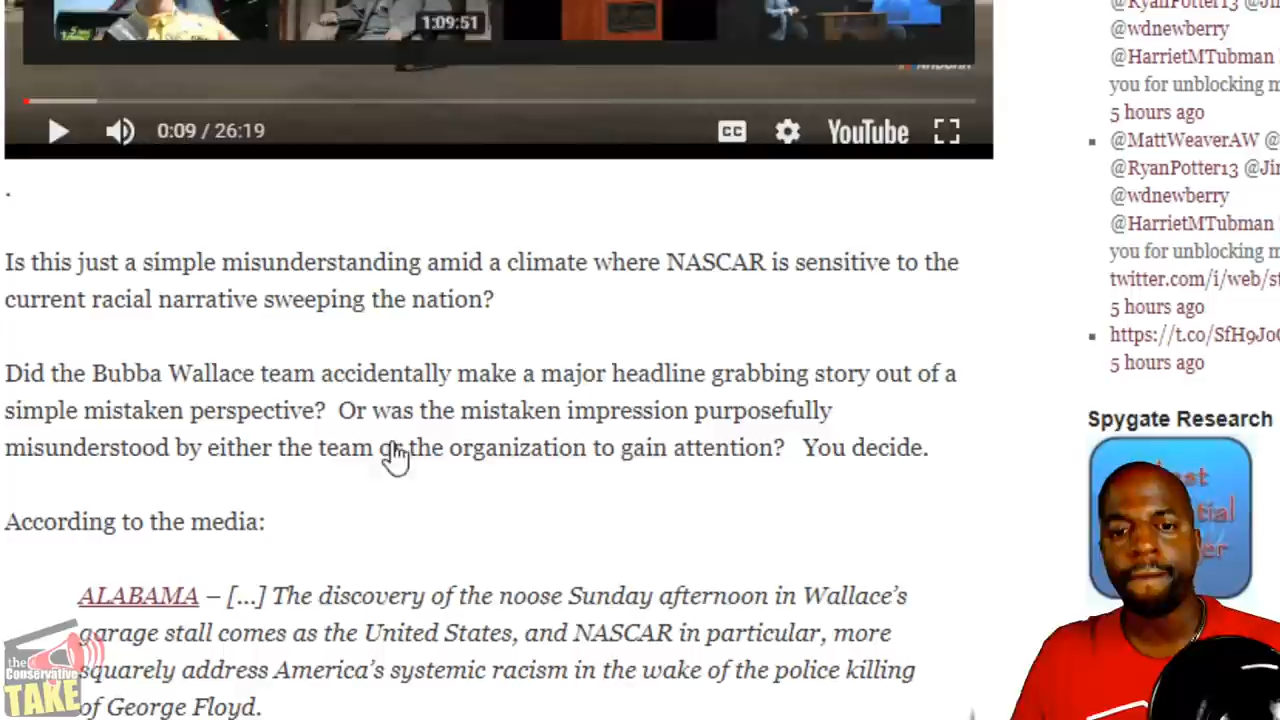 1:09:51
0:09 / 26:19
CC
YouTube
.
Is this just a simple misunderstanding amid a climate where NASCAR is sensitive to the
current racial narrative sweeping the nation?
Did the Bubba Wallace team accidentally make a major headline grabbing story out of a
simple mistaken perspective? Or was the mistaken impression purposefully
misunderstood by either the team or the organization to gain attention? You decide.
According to the media:
ALABAMA – [...] The discovery of the noose Sunday afternoon in Wallace's
garage stall comes as the United States, and NASCAR in particular, more
squarely address America's systemic racism in the wake of the police killing
of George Floyd.
the
Conservative
TAKE
@RyanPotter13
@wdnewberry
@HarrietMTubman
you for unblocking
5 hours ago
@MattWeaverAW @
@RyanPotter13
@wdnewberry
@HarrietMTubman
you for unblocking
twitter.com/i/web/
5 hours ago
https://t.co/
5 hours ago
Spygate Research